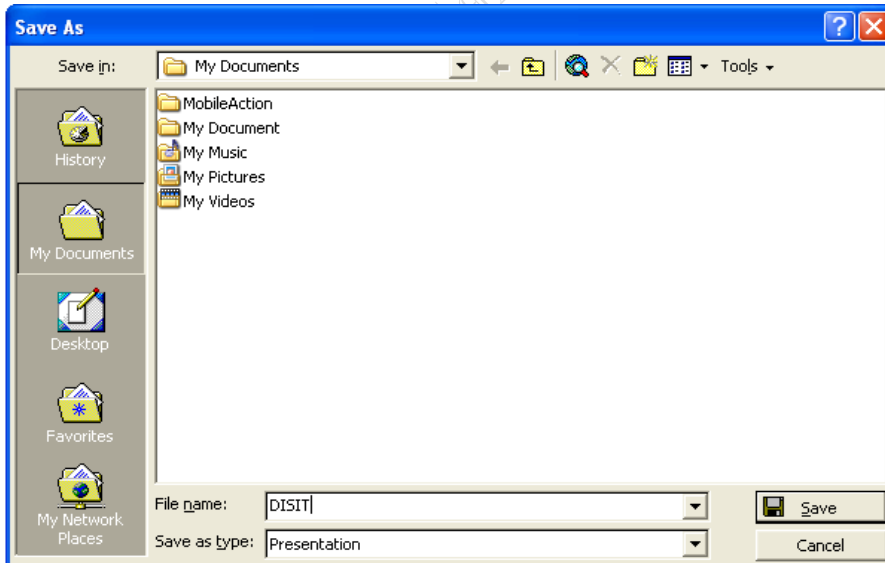 Save As
Save in:
My Documents
Tools
History
My Documents
Desktop
Favorites
My Network
Places
MobileAction
My Document
My Music
My Pictures
My Videos
File name:
DISIT
Save
Save as type:
Presentation
Cancel